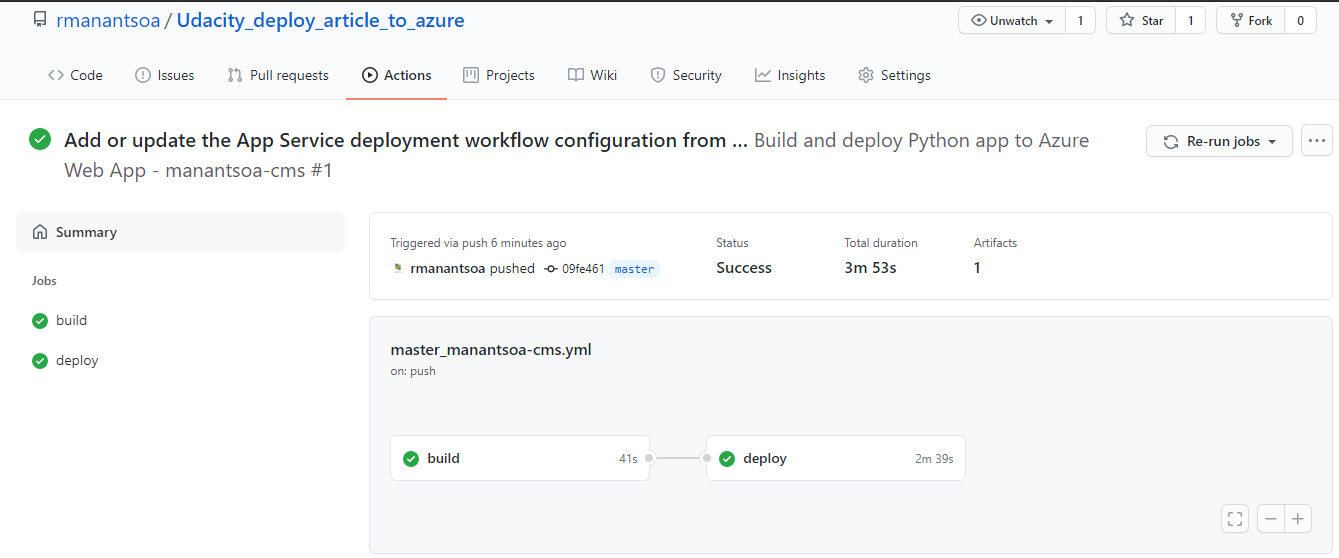 rmanantsoa / Udacity_deploy_article_to_azure
Unwatch 1 Star 1 Fork 0
Code Issues Pull requests Actions Projects Wiki Security Insights Settings
Add or update the App Service deployment workflow configuration from ... Build and deploy Python app to Azure
Web App - manantsoa-cms #1
Re-run jobs ...
Summary
Jobs
build
deploy
Triggered via push 6 minutes ago
rmanantsoa pushed 09fe461 master
Status
Success
Total duration
3m 53s
Artifacts
1
master_manantsoa-cms.yml
on: push
build 41s
deploy 2m 39s